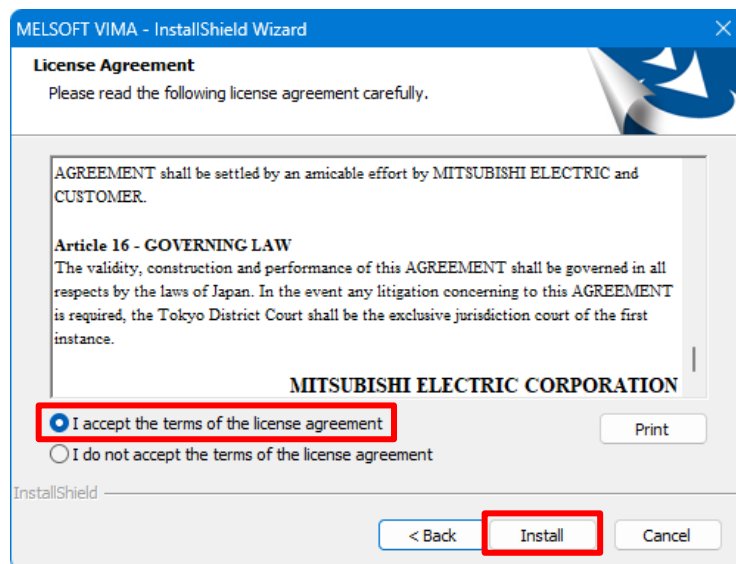 MELSOFT VIMA - InstallShield Wizard
License Agreement
Please read the following license agreement carefully.
AGREEMENT shall be settled by an amicable effort by MITSUBISHI ELECTRIC and
CUSTOMER.
Article 16 - GOVERNING LAW
The validity, construction and performance of this AGREEMENT shall be governed in all
respects by the laws of Japan. In the event any litigation concerning to this AGREEMENT
is required, the Tokyo District Court shall be the exclusive jurisdiction court of the first
instance.
MITSUBISHI ELECTRIC CORPORATION
I accept the terms of the license agreement
Print
I do not accept the terms of the license agreement
InstallShield
< Back Install Cancel